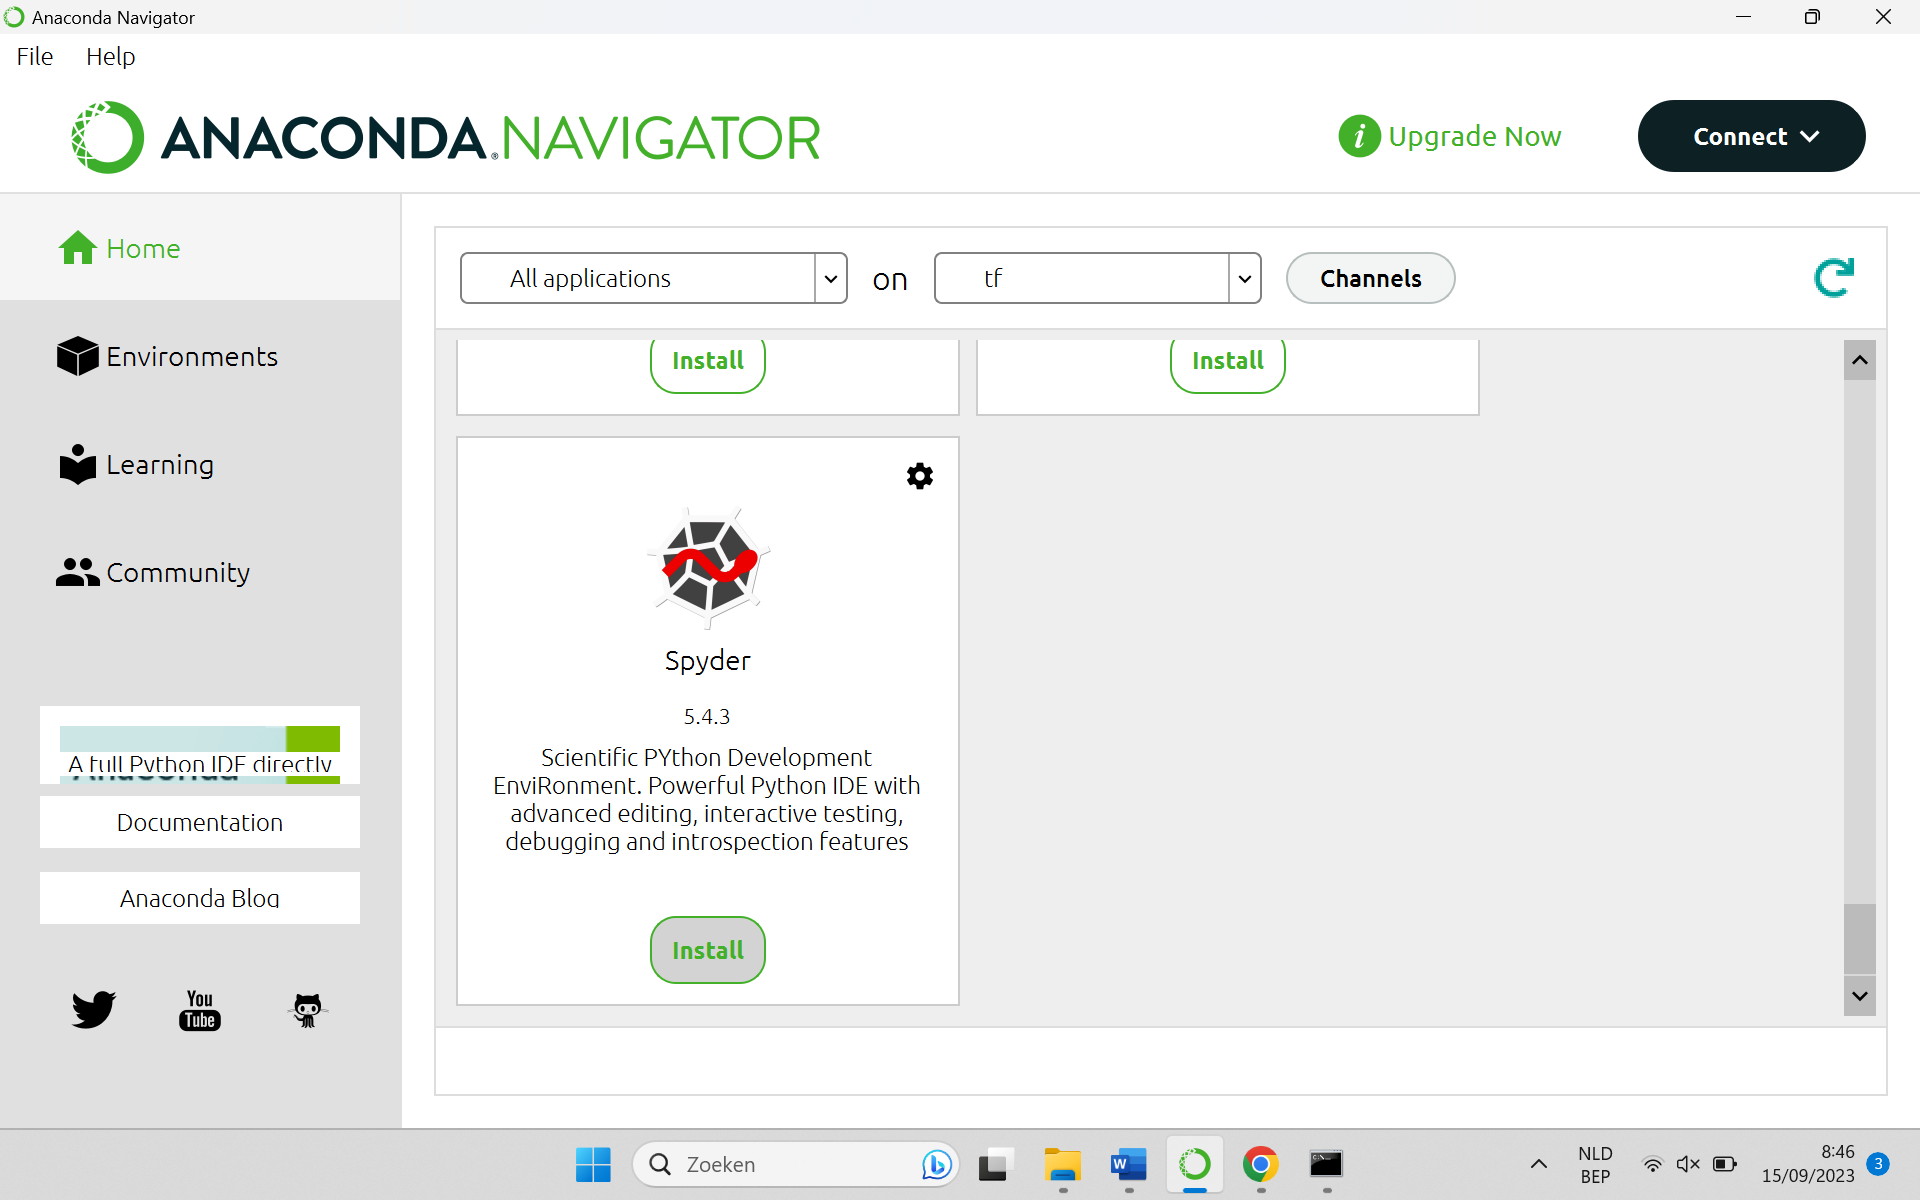 Anaconda Navigator
File Help
ANACONDA.NAVIGATOR
Upgrade Now
Connect
Home
Environments
Learning
Community
A full Python IDE directly
Anaconda
Documentation
Anaconda Blog
You
Tube
All applications on tf Channels
Install Install
Spyder
5.4.3
Scientific PYthon Development
EnviRonment. Powerful Python IDE with
advanced editing, interactive testing,
debugging and introspection features
Install
Zoeken
NLD
BEP
8:46
15/09/2023
3